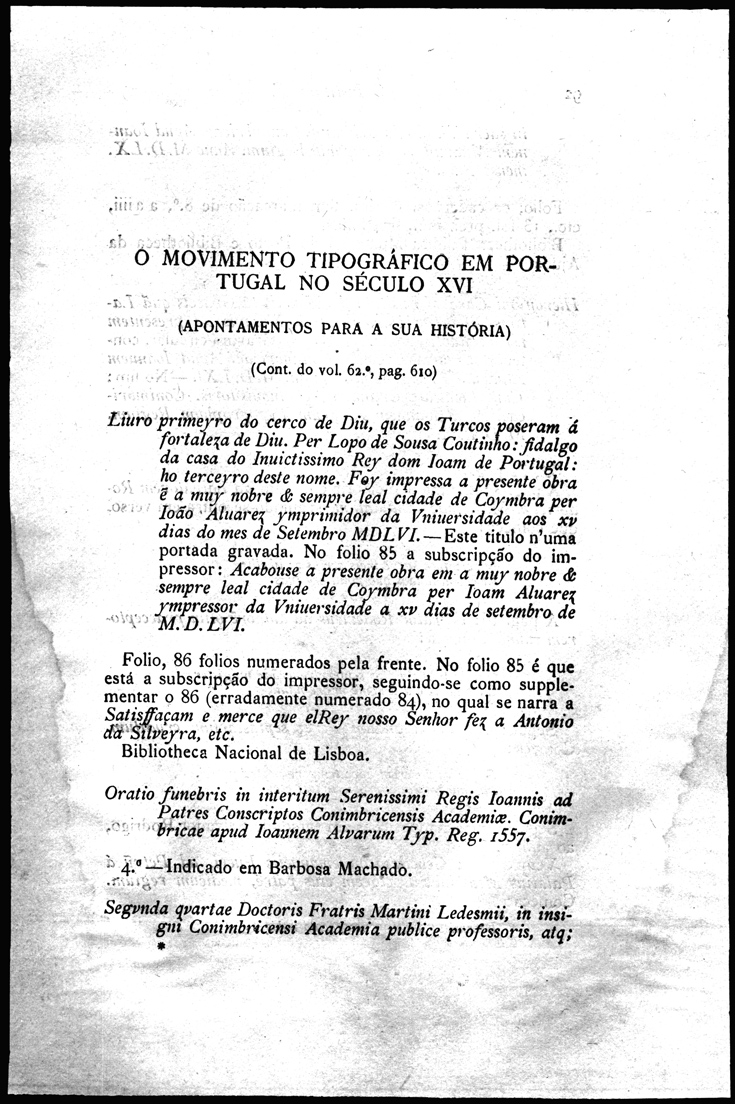 O MOVIMENTO TIPOGRÁFICO EM POR-
TUGAL NO SÉCULO XVI
(APONTAMENTOS PARA A SUA HISTÓRIA)
(Cont. do vol. 62.º, pag. 610)
Liuro primeyro do cerco de Diu, que os Turcos poseram á
fortaleza de Diu. Per Lopo de Sousa Coutinho: fidalgo
da casa do Inuictissimo Rey dom Ioam de Portugal:
ho terceyro deste nome. Foy impressa a presente obra
ẽ a muy nobre & sempre leal cidade de Coymbra per
Ioão Aluarez ymprimidor da Vniuersidade aos xv
dias do mes de Setembro MDLVI. — Este titulo n'uma
portada gravada. No folio 85 a subscripção do im-
pressor: Acabouse a presente obra em a muy nobre &
sempre leal cidade de Coymbra per Ioam Aluarez
ympressor da Vniuersidade a xv dias de setembro de
M. D. LVI.
Folio, 86 folios numerados pela frente. No folio 85 é que
está a subscripção do impressor, seguindo-se como supple-
mentar o 86 (erradamente numerado 84), no qual se narra a
Satisffaçam e merce que elRey nosso Senhor fez a Antonio
da Silveyra, etc.
Bibliotheca Nacional de Lisboa.
Oratio funebris in interitum Serenissimi Regis Ioannis ad
Patres Conscriptos Conimbricensis Academiæ. Conim-
bricae apud Ioannem Alvarum Typ. Reg. 1557.
4.º — Indicado em Barbosa Machado.
Segvnda qvartae Doctoris Fratris Martini Ledesmii, in insi-
gni Conimbricensi Academia publice professoris, atq;
*